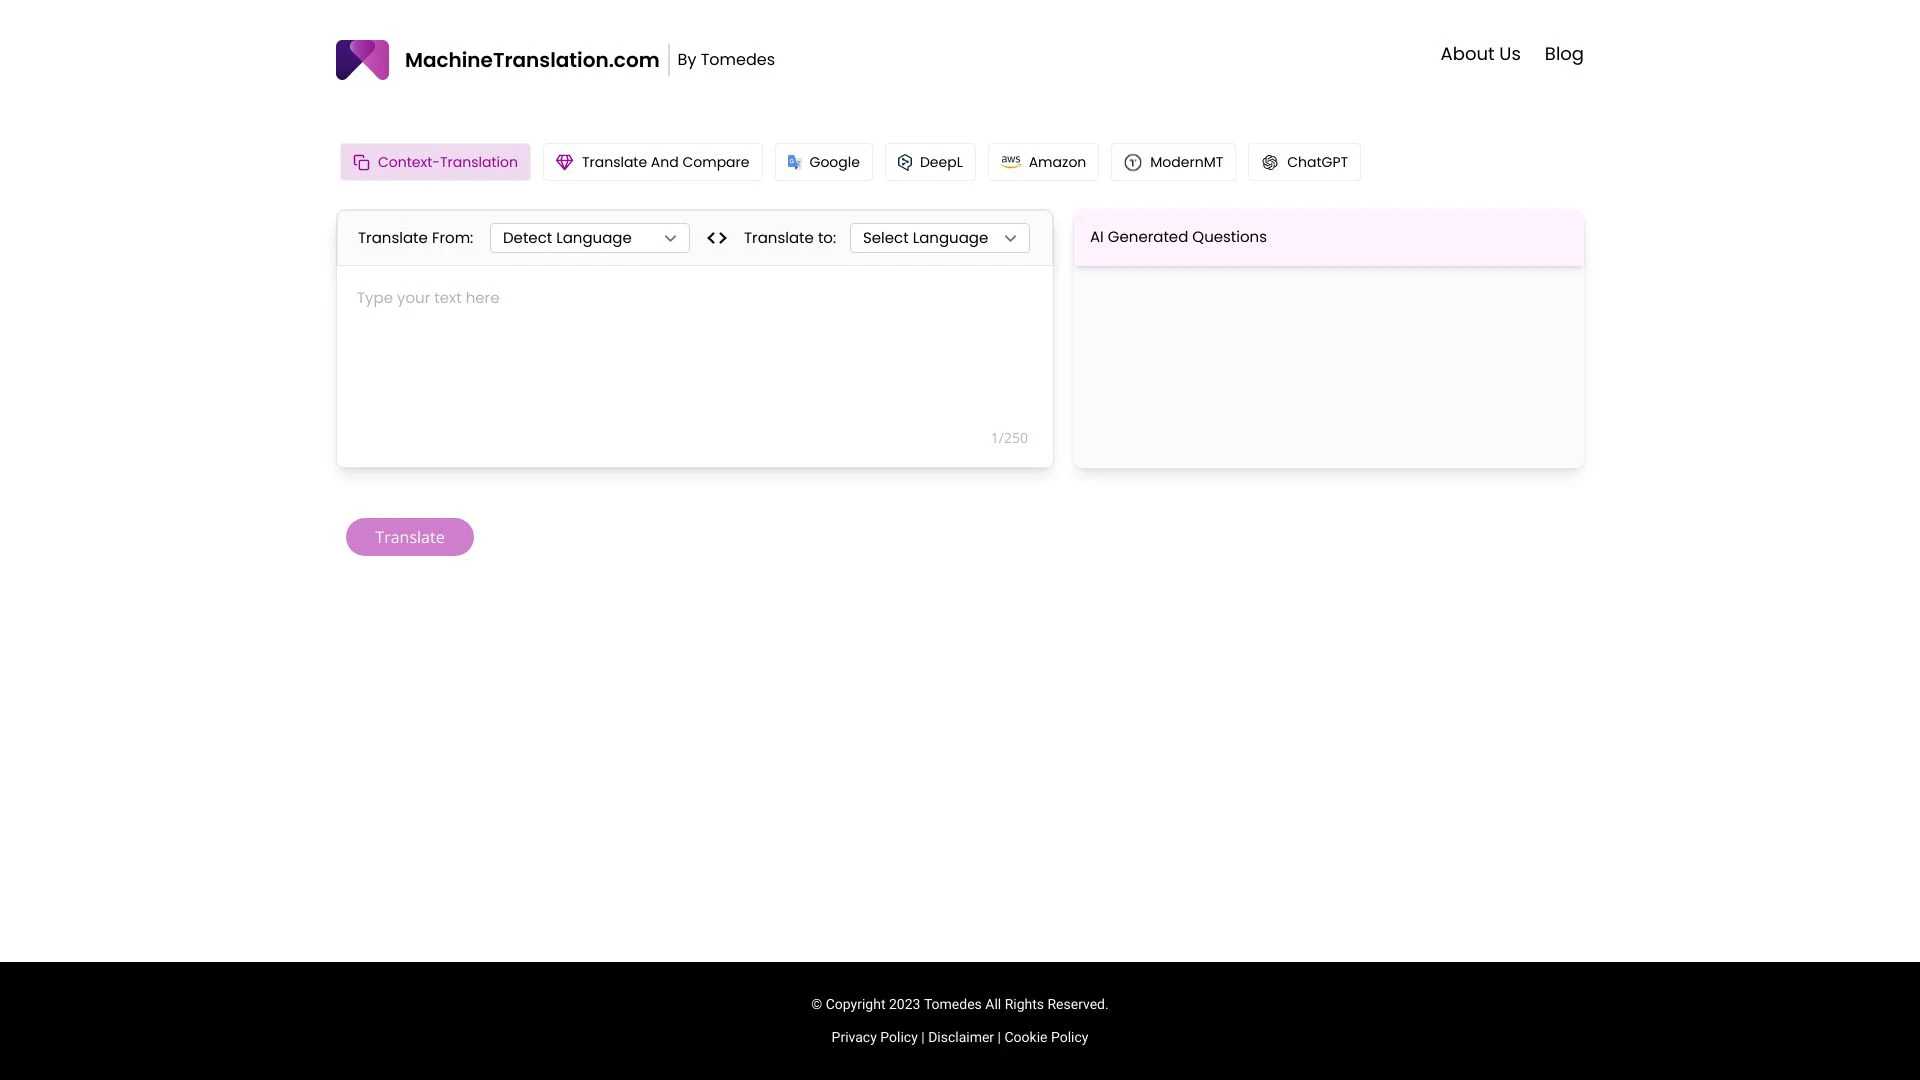 MachineTranslation.com By Tomedes
About Us Blog
Context-Translation Translate And Compare Google DeepL aws Amazon ModernMT ChatGPT
Translate From: Detect Language <> Translate to: Select Language
AI Generated Questions
Type your text here
1/250
Translate
© Copyright 2023 Tomedes All Rights Reserved.
Privacy Policy | Disclaimer | Cookie Policy